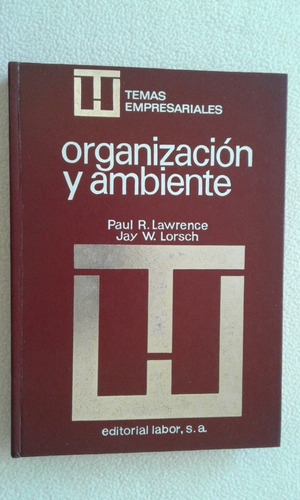 TEMAS
EMPRESARIALES
organización
y ambiente
Paul R. Lawrence
Jay W. Lorsch
editorial labor, s.a.